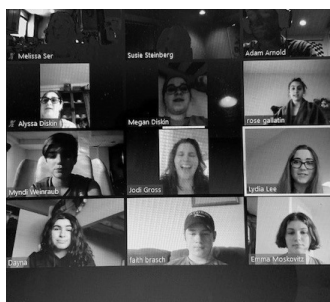 Melissa Ser
Susie Steinberg
Adam Arnold
Alyssa Diskin
Megan Diskin
rose gallatin
Myndi Weinraub
Jodi Gross
Lydia Lee
Dayna
faith brasch
Emma Moskovitz